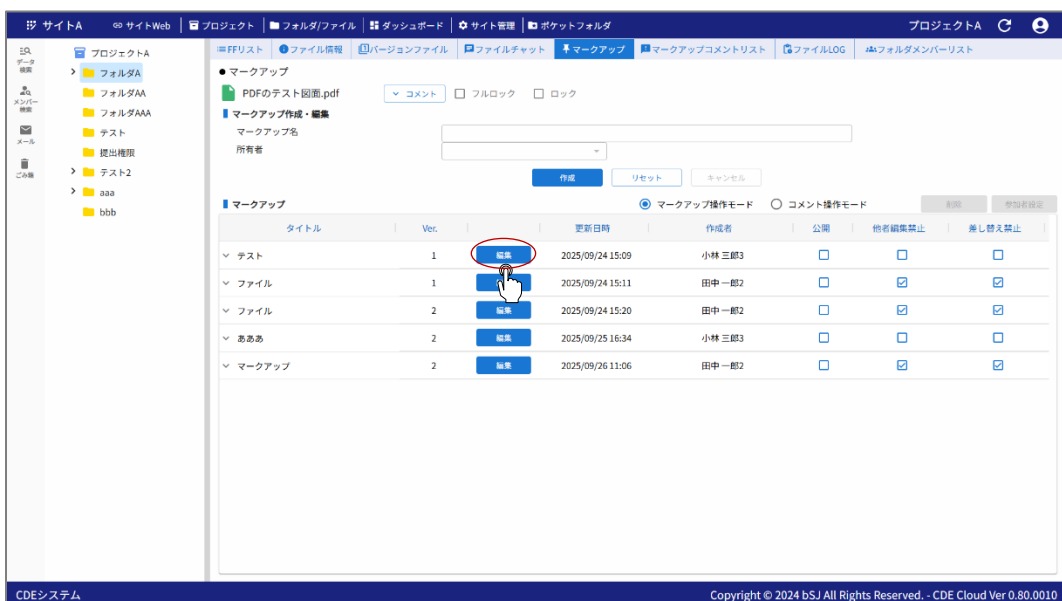 サイトA サイトWeb プロジェクト フォルダ/ファイル ダッシュボード サイト管理 ポケットフォルダ プロジェクトA
データ検索
メンバー検索
メール
ごみ箱
プロジェクトA
フォルダA
フォルダAA
フォルダAAA
テスト
提出権限
テスト2
aaa
bbb
FFリスト ファイル情報 バージョンファイル ファイルチャット マークアップ マークアップコメントリスト ファイルLOG フォルダメンバーリスト
● マークアップ
PDFのテスト図面.pdf コメント フルロック ロック
マークアップ作成・編集
マークアップ名
所有者
作成 リセット キャンセル
マークアップ マークアップ操作モード コメント操作モード 削除 参加者設定
タイトル Ver. 更新日時 作成者 公開 他者編集禁止 差し替え禁止
テスト 1 編集 2025/09/24 15:09 小林 三郎3
ファイル 1 2025/09/24 15:11 田中 一郎2
ファイル 2 編集 2025/09/24 15:20 田中 一郎2
あああ 2 編集 2025/09/25 16:34 小林 三郎3
マークアップ 2 編集 2025/09/26 11:06 田中 一郎2
CDEシステム Copyright © 2024 bSJ All Rights Reserved. - CDE Cloud Ver 0.80.0010